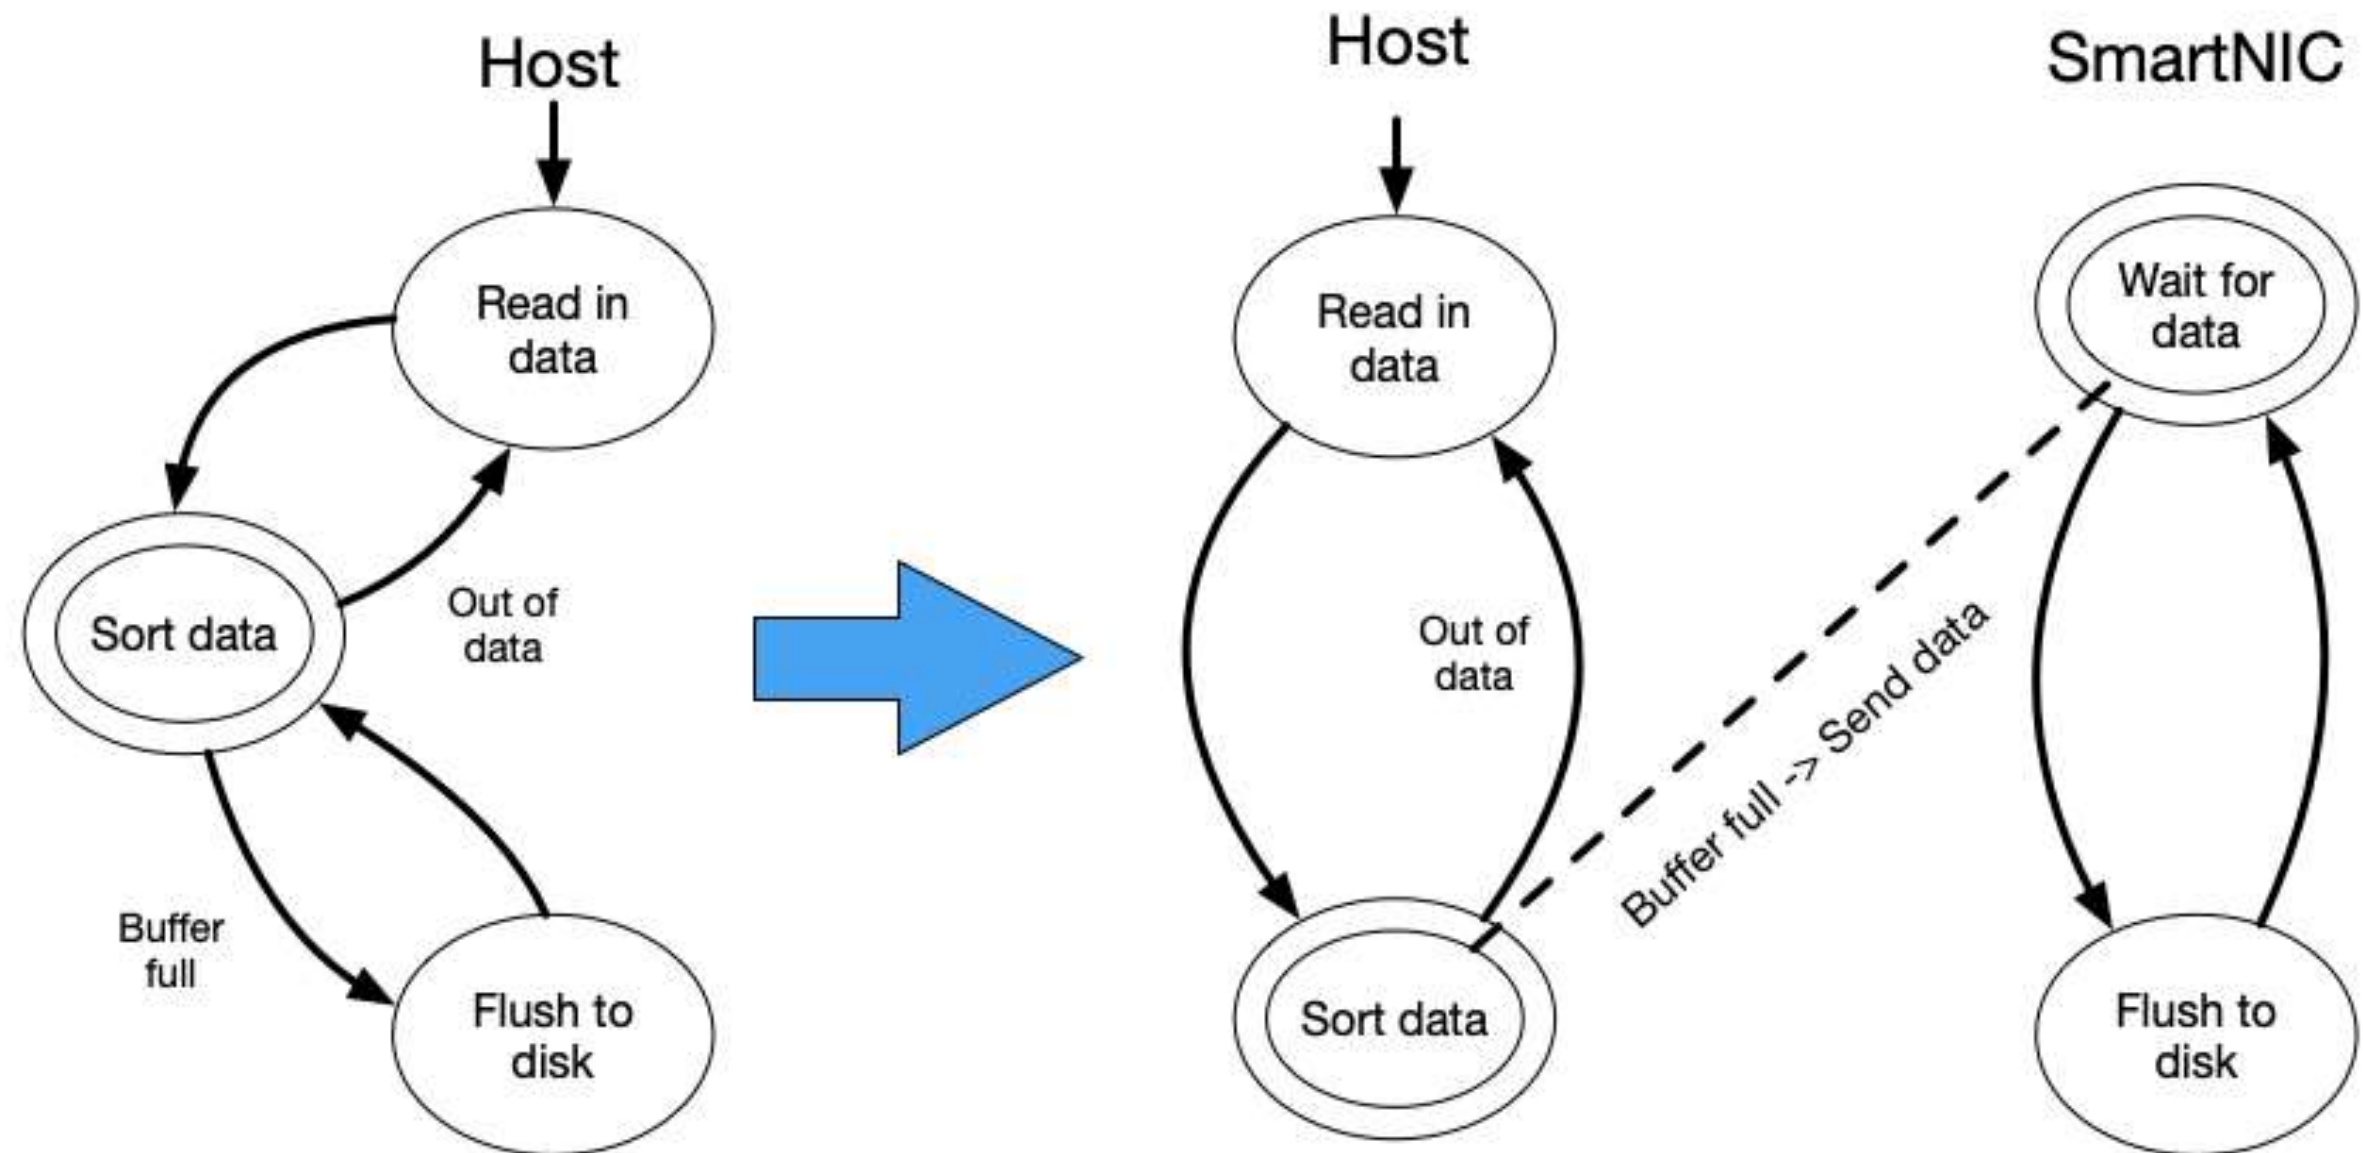 Host
Read in
data
Sort data
Out of
data
Buffer
full
Flush to
disk
Host
Read in
data
Out of
data
Sort data
Buffer full -> Send data
SmartNIC
Wait for
data
Flush to
disk